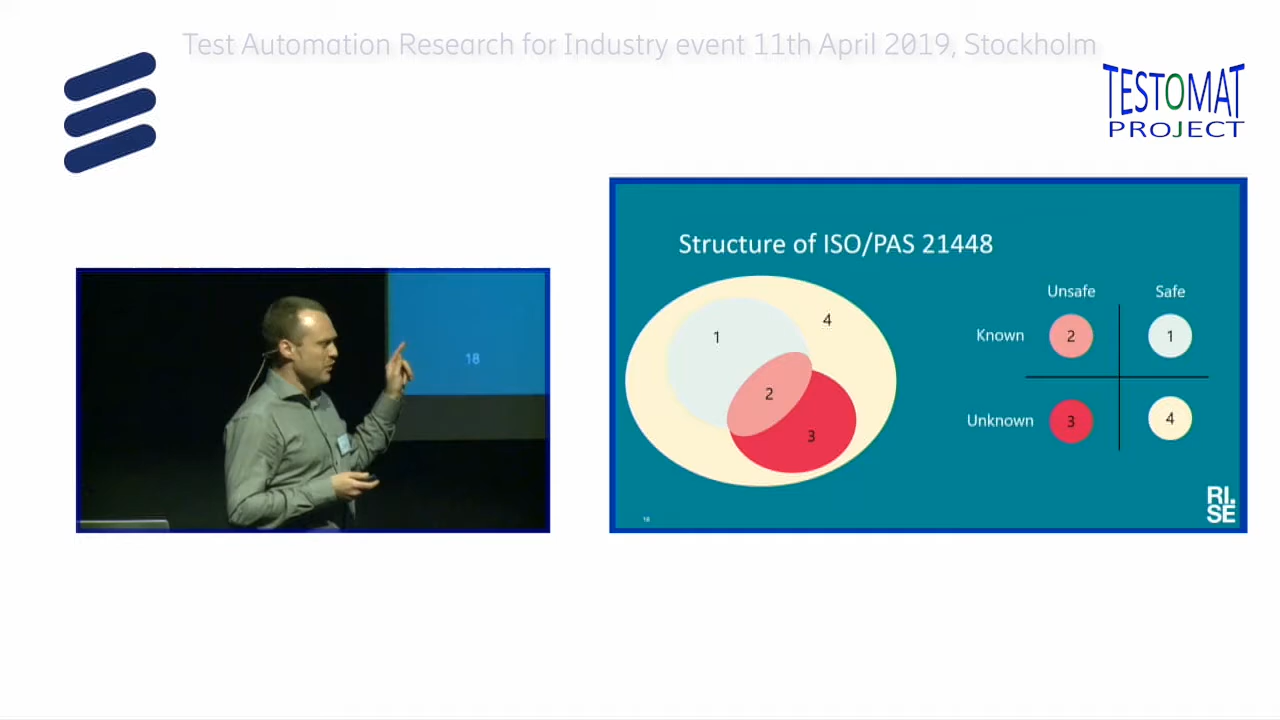 Test Automation Research for Industry event 11th April 2019, Stockholm
TESTOMAT
PROJECT
Structure of ISO/PAS 21448
1
4
2
3
Unsafe
Safe
Known
2
1
Unknown
3
4
18
18
RI.
SE